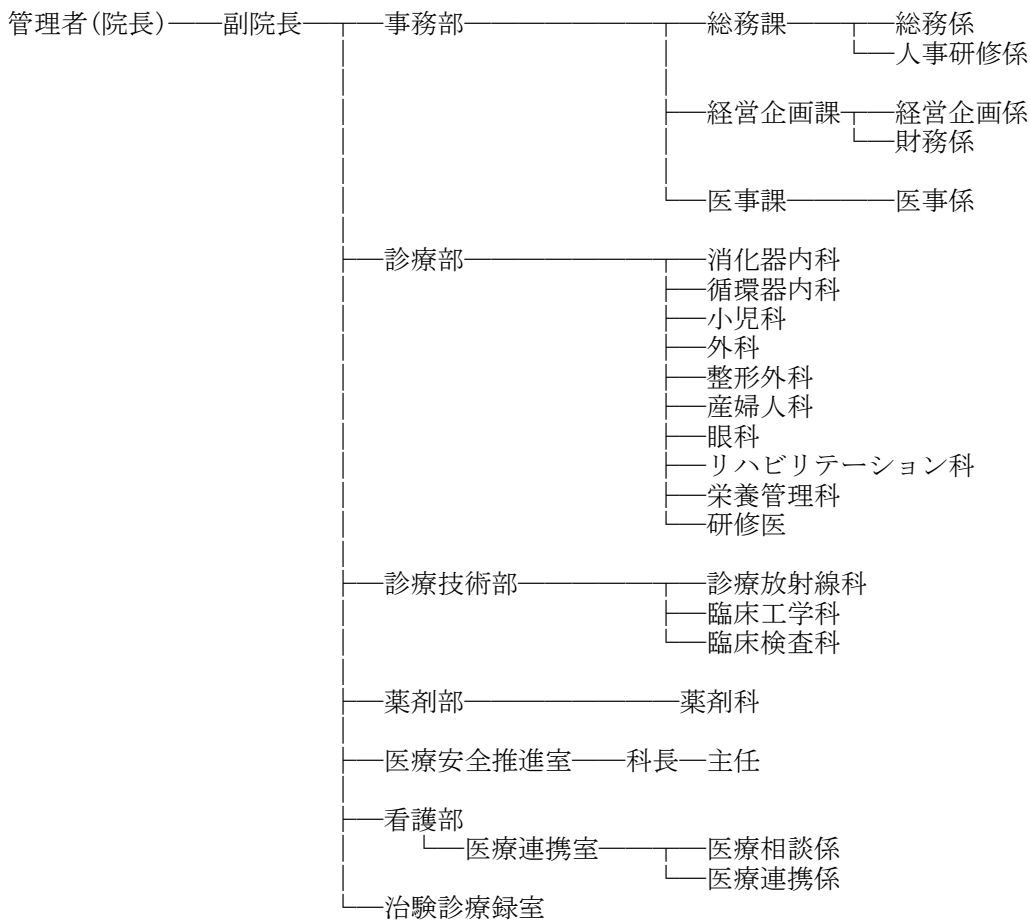 管理者(院長)――副院長―┬―事務部―――――――┬―総務課――┬―総務係
└―人事研修係
├―経営企画課┬―経営企画係
└―財務係
└―医事課――――医事係
├―診療部―――――――┬―消化器内科
├―循環器内科
├―小児科
├―外科
├―整形外科
├―産婦人科
├―眼科
├―リハビリテーション科
├―栄養管理科
└―研修医
├―診療技術部―――――┬―診療放射線科
├―臨床工学科
└―臨床検査科
├―薬剤部――――――――薬剤科
├―医療安全推進室――科長―主任
├―看護部
└―医療連携室――┬―医療相談係
└―医療連携係
└―治験診療録室